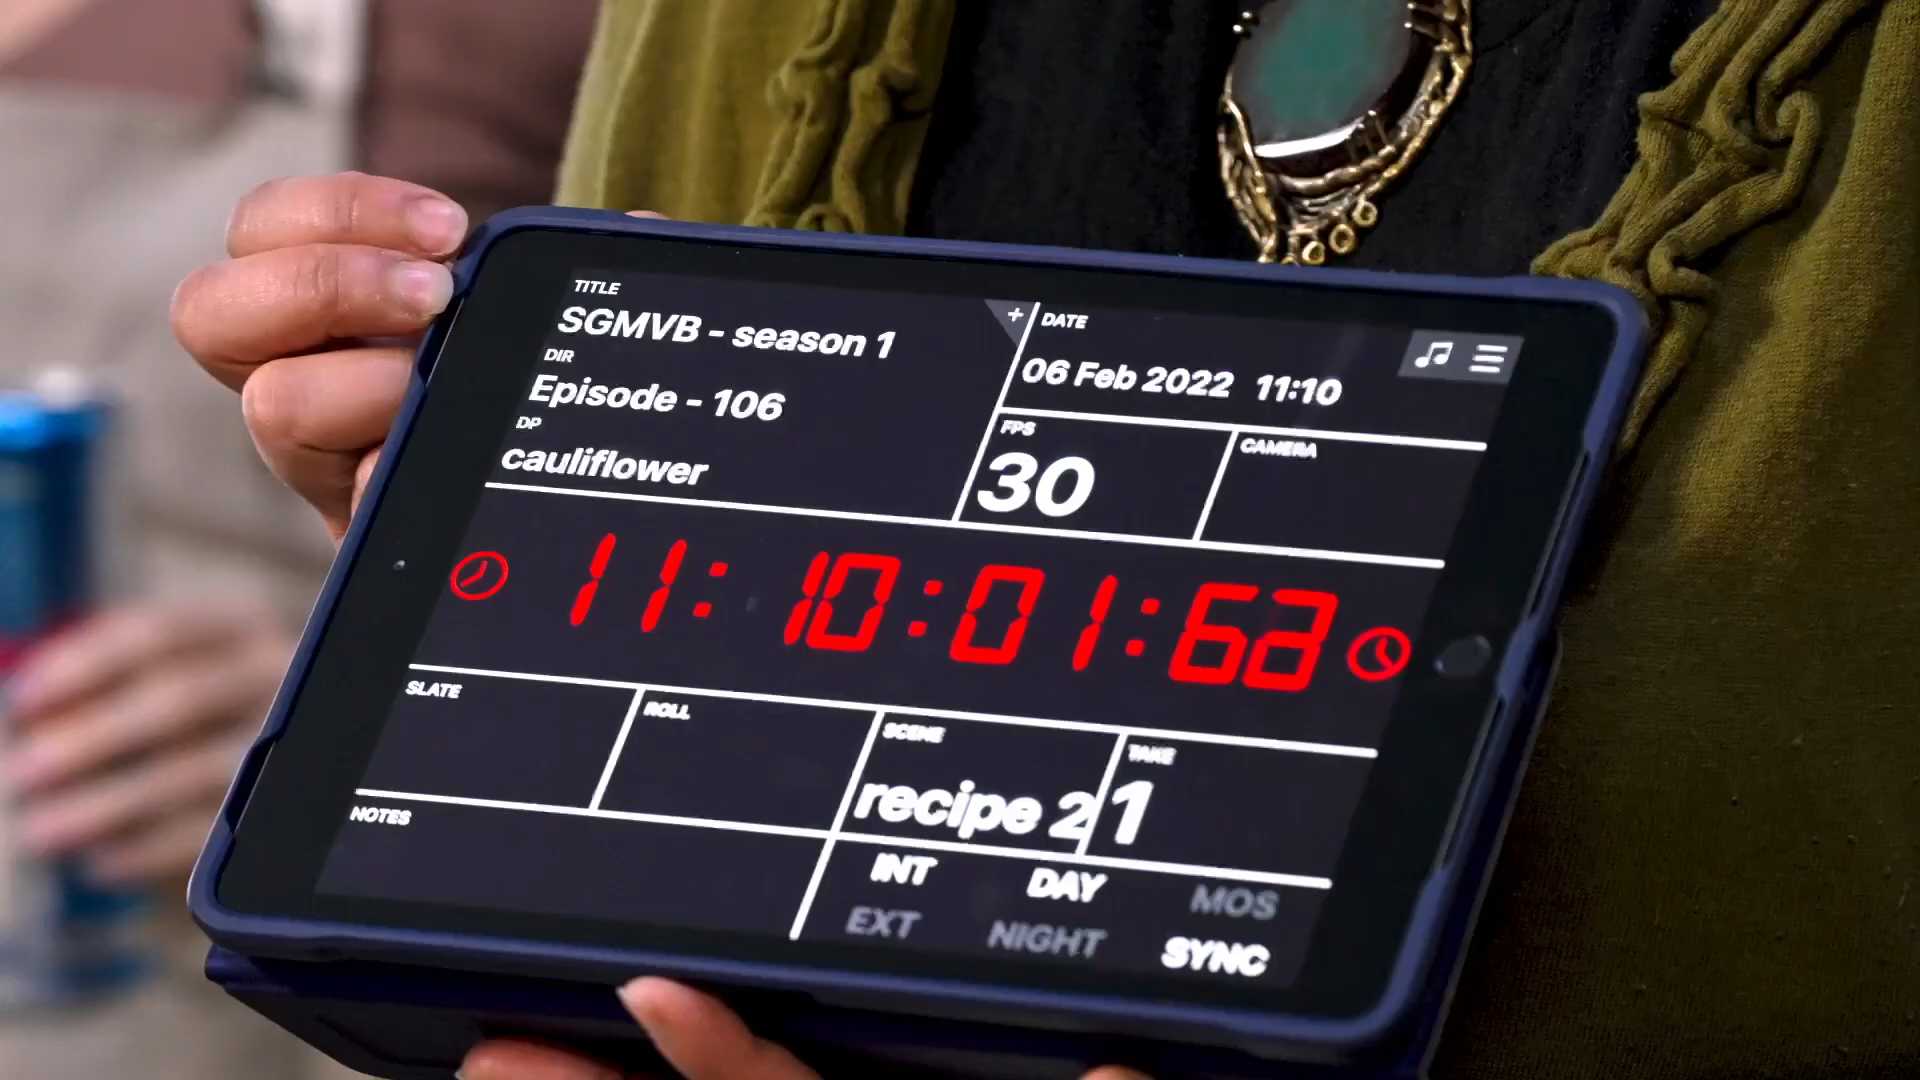 TITLE
SGMVB - season 1
DIR
Episode - 106
DP
cauliflower
+
DATE
06 Feb 2022 11:10
FPS
30
CAMERA
11:10:01:62
SLATE
ROLL
SCENE
recipe 2
TAKE
1
NOTES
INT DAY MOS
EXT NIGHT SYNC